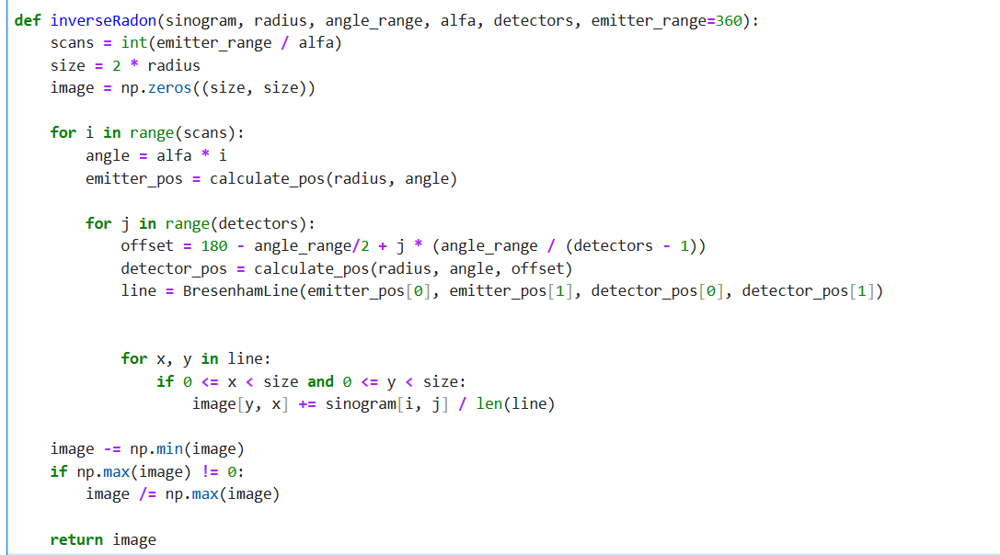 def inverseRadon(sinogram, radius, angle_range, alfa, detectors, emitter_range=360):
    scans = int(emitter_range / alfa)
    size = 2 * radius
    image = np.zeros((size, size))

    for i in range(scans):
        angle = alfa * i
        emitter_pos = calculate_pos(radius, angle)

        for j in range(detectors):
            offset = 180 - angle_range/2 + j * (angle_range / (detectors - 1))
            detector_pos = calculate_pos(radius, angle, offset)
            line = BresenhamLine(emitter_pos[0], emitter_pos[1], detector_pos[0], detector_pos[1])


            for x, y in line:
                if 0 <= x < size and 0 <= y < size:
                    image[y, x] += sinogram[i, j] / len(line)

    image -= np.min(image)
    if np.max(image) != 0:
        image /= np.max(image)

    return image